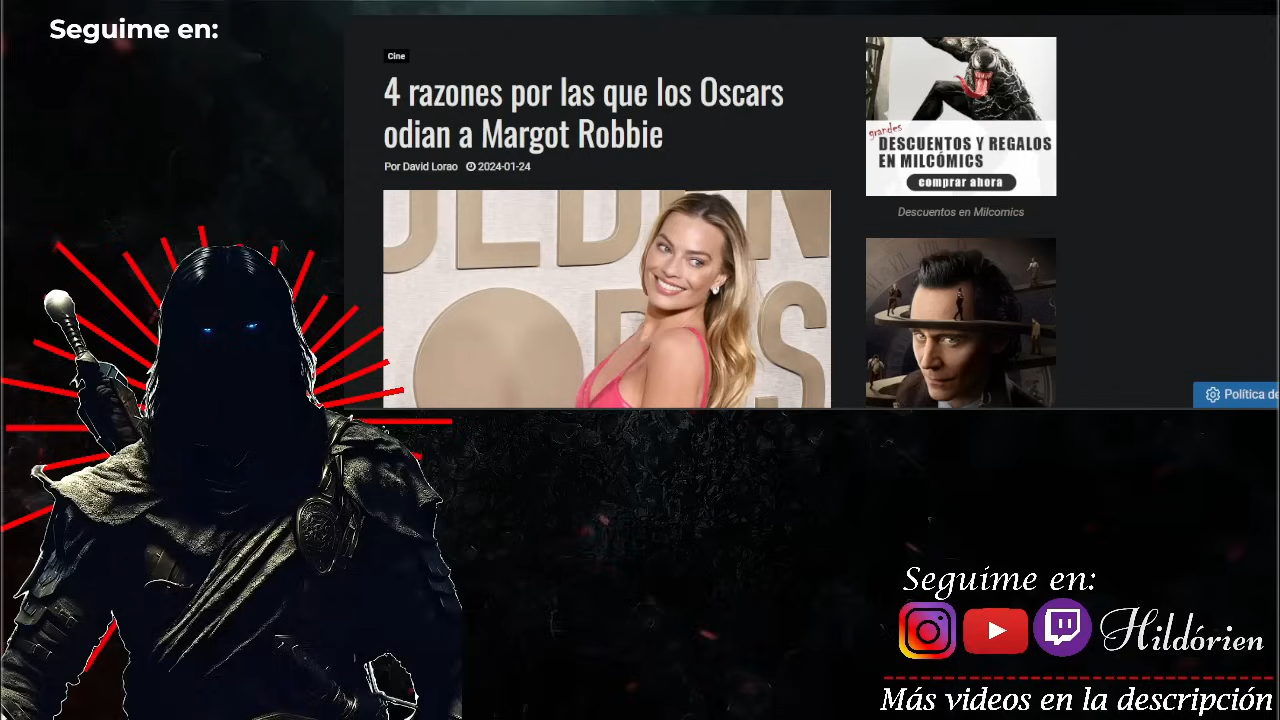 Seguime en:
Cine
4 razones por las que los Oscars
odian a Margot Robbie
Por David Lorao 2024-01-24
grandes
DESCUENTOS Y REGALOS
EN MILCÓMICS
comprar ahora
Descuentos en Milcomics
Política de
Seguime en:
Hildórien
Más videos en la descripción